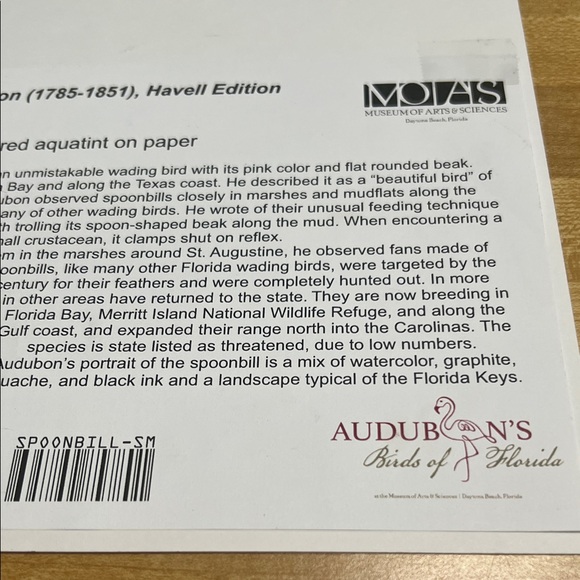 on (1785-1851), Havell Edition
MOAS
MUSEUM OF ARTS & SCIENCES
Daytona Beach, Florida
red aquatint on paper
n unmistakable wading bird with its pink color and flat rounded beak.
Bay and along the Texas coast. He described it as a “beautiful bird” of
ubon observed spoonbills closely in marshes and mudflats along the
any of other wading birds. He wrote of their unusual feeding technique
h trolling its spoon-shaped beak along the mud. When encountering a
all crustacean, it clamps shut on reflex.
m in the marshes around St. Augustine, he observed fans made of
oonbills, like many other Florida wading birds, were targeted by the
entury for their feathers and were completely hunted out. In more
in other areas have returned to the state. They are now breeding in
Florida Bay, Merritt Island National Wildlife Refuge, and along the
Gulf coast, and expanded their range north into the Carolinas. The
species is state listed as threatened, due to low numbers.
Audubon's portrait of the spoonbill is a mix of watercolor, graphite,
uache, and black ink and a landscape typical of the Florida Keys.
SPOONBILL-SM
AUDUBON'S
Birds of Florida
at the Museum of Arts & Sciences | Daytona Beach, Florida